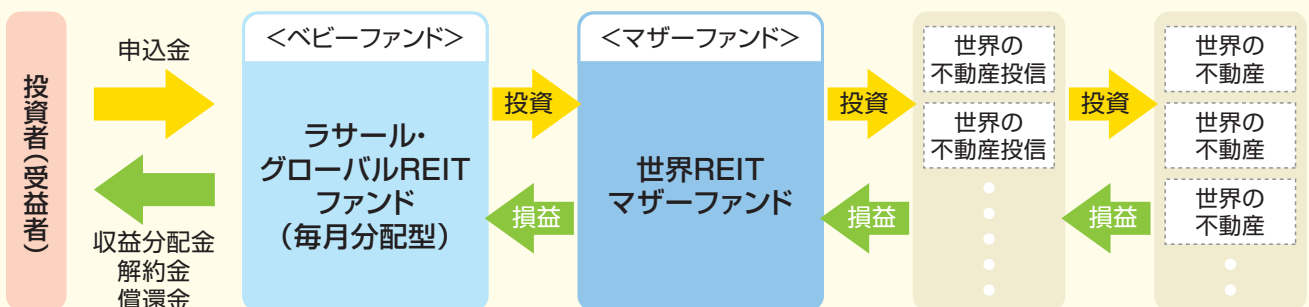 投資者（受益者）
申込金
収益分配金
解約金
償還金
＜ベビーファンド＞
ラサール・
グローバルREIT
ファンド
（毎月分配型）
投資
損益
＜マザーファンド＞
世界REIT
マザーファンド
投資
損益
世界の
不動産投信
世界の
不動産投信
投資
損益
世界の
不動産
世界の
不動産
世界の
不動産